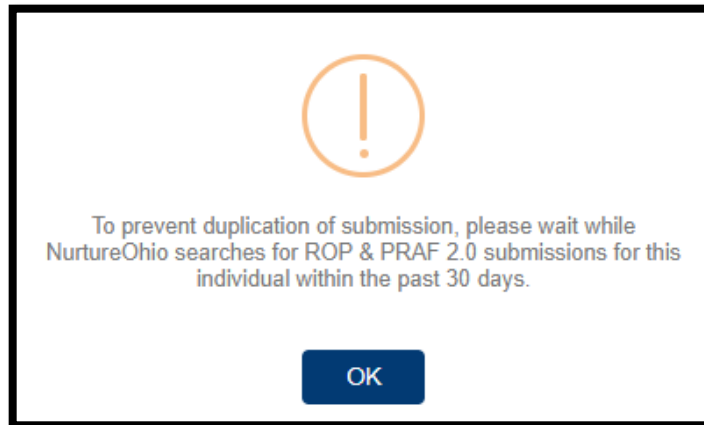 To prevent duplication of submission, please wait while
NurtureOhio searches for ROP & PRAF 2.0 submissions for this
individual within the past 30 days.
OK